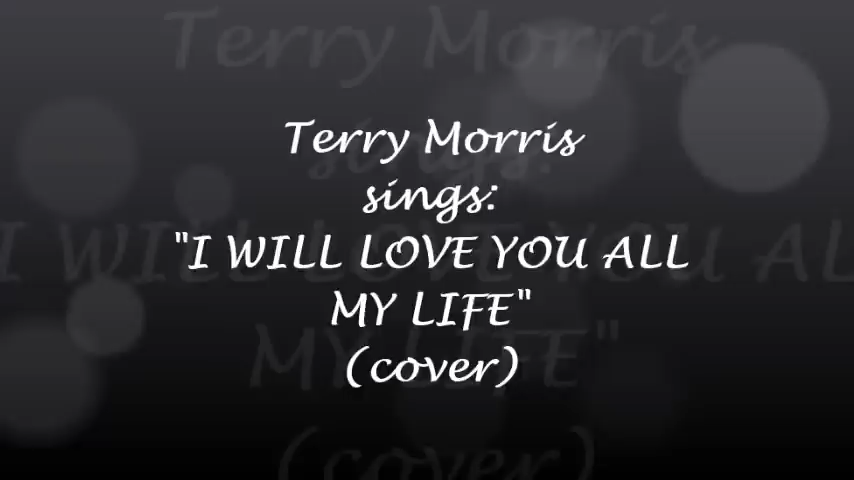 Terry Morris
sings:
"I WILL LOVE YOU ALL
MY LIFE"
(cover)